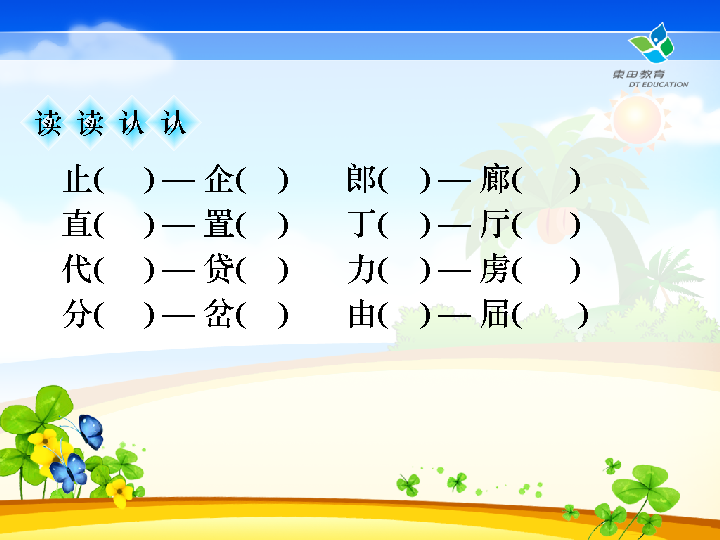 東田教育
DT EDUCATION
读读认认
止(　)—企(　)　郎(　)—廊(　)
直(　)—置(　)　丁(　)—厅(　)
代(　)—贷(　)　力(　)—虏(　)
分(　)—岔(　)　由(　)—届(　)